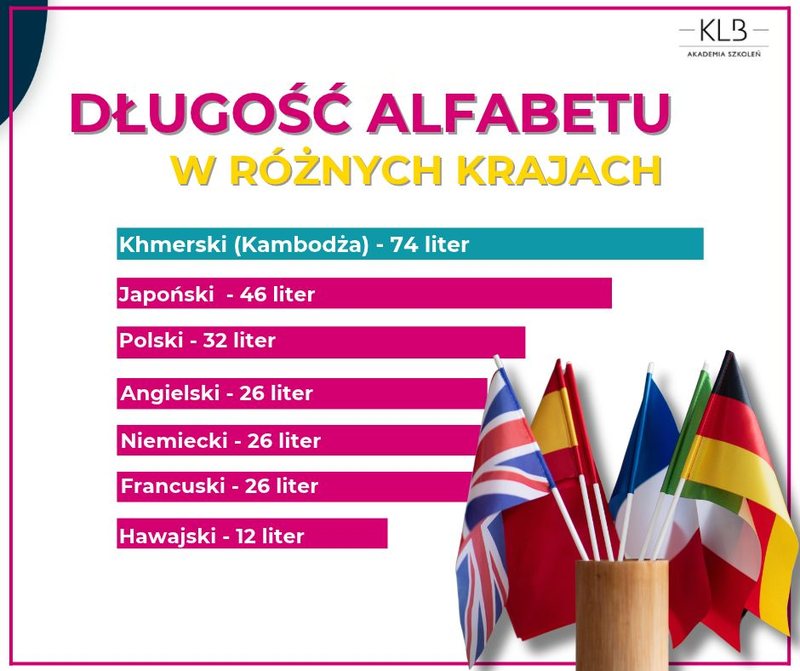 KLB
AKADEMIA SZKOLEŃ
DŁUGOŚĆ ALFABETU
W RÓŻNYCH KRAJACH
Khmerski (Kambodża) - 74 liter
Japoński - 46 liter
Polski - 32 liter
Angielski - 26 liter
Niemiecki - 26 liter
Francuski - 26 liter
Hawajski - 12 liter